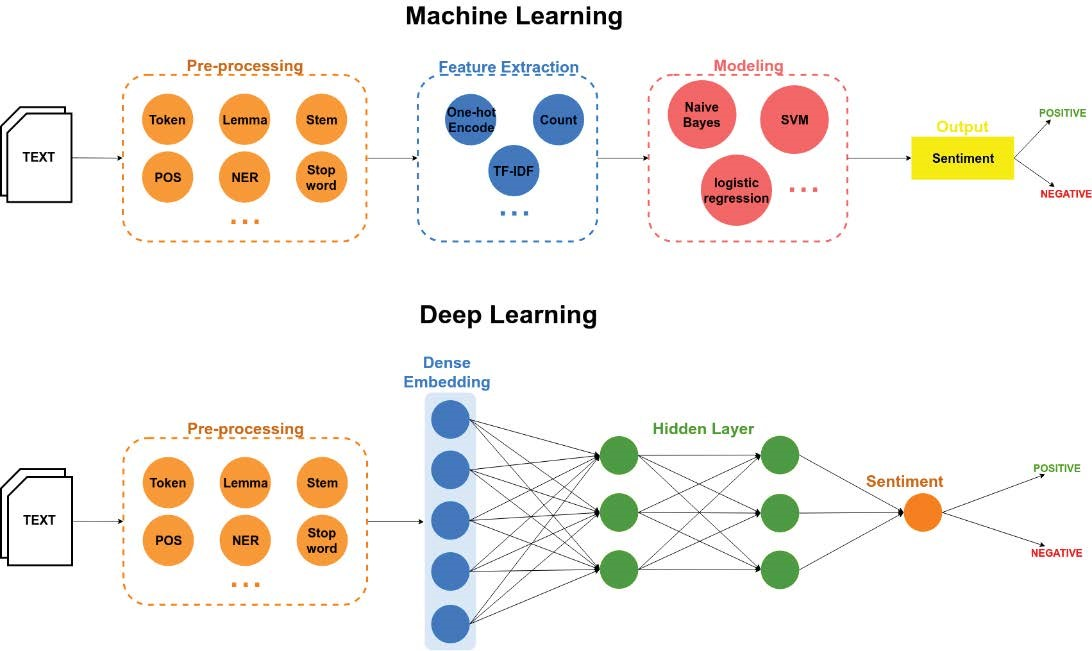 Machine Learning
Pre-processing
Feature Extraction
Modeling
TEXT
Token
Lemma
Stem
POS
NER
Stop
word
...
One-hot
Encode
Count
TF-IDF
...
Naive
Bayes
SVM
logistic
regression
...
Output
Sentiment
POSITIVE
NEGATIVE
Deep Learning
Dense
Embedding
Pre-processing
Hidden Layer
TEXT
Token
Lemma
Stem
POS
NER
Stop
word
...
Sentiment
POSITIVE
NEGATIVE